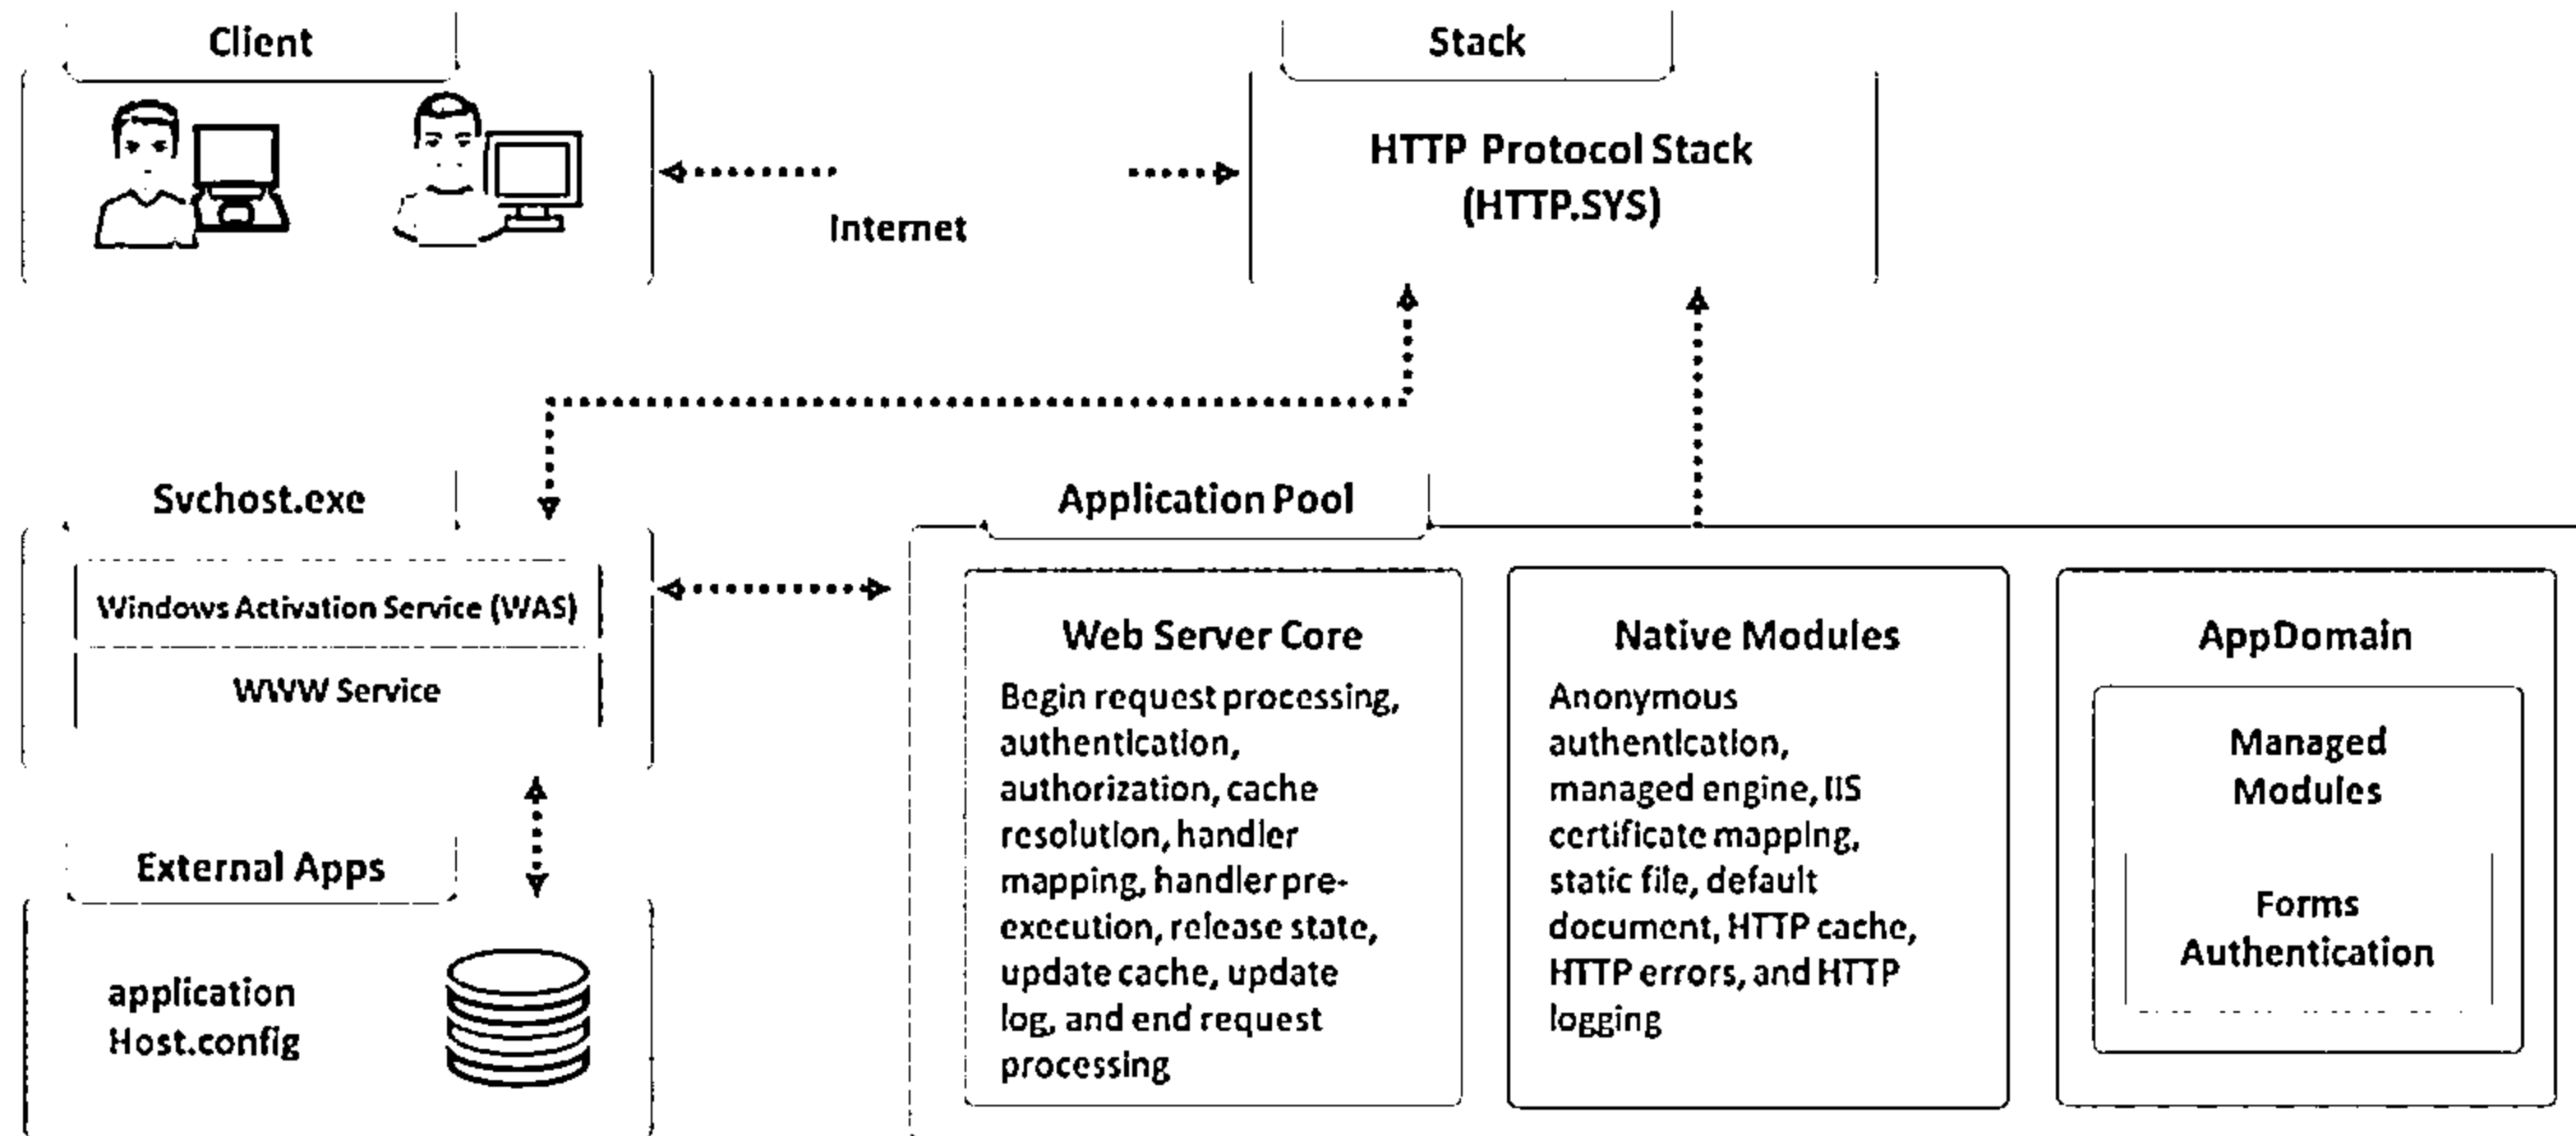 Client
Stack
HTTP Protocol Stack
(HTTP.SYS)
Internet
Svchost.exe
Windows Activation Service (WAS)
WWW Service
External Apps
application
Host.config
Application Pool
Web Server Core
Begin request processing,
authentication,
authorization, cache
resolution, handler
mapping, handler pre-
execution, release state,
update cache, update
log, and end request
processing
Native Modules
Anonymous
authentication,
managed engine, IIS
certificate mapping,
static file, default
document, HTTP cache,
HTTP errors, and HTTP
logging
AppDomain
Managed
Modules
Forms
Authentication